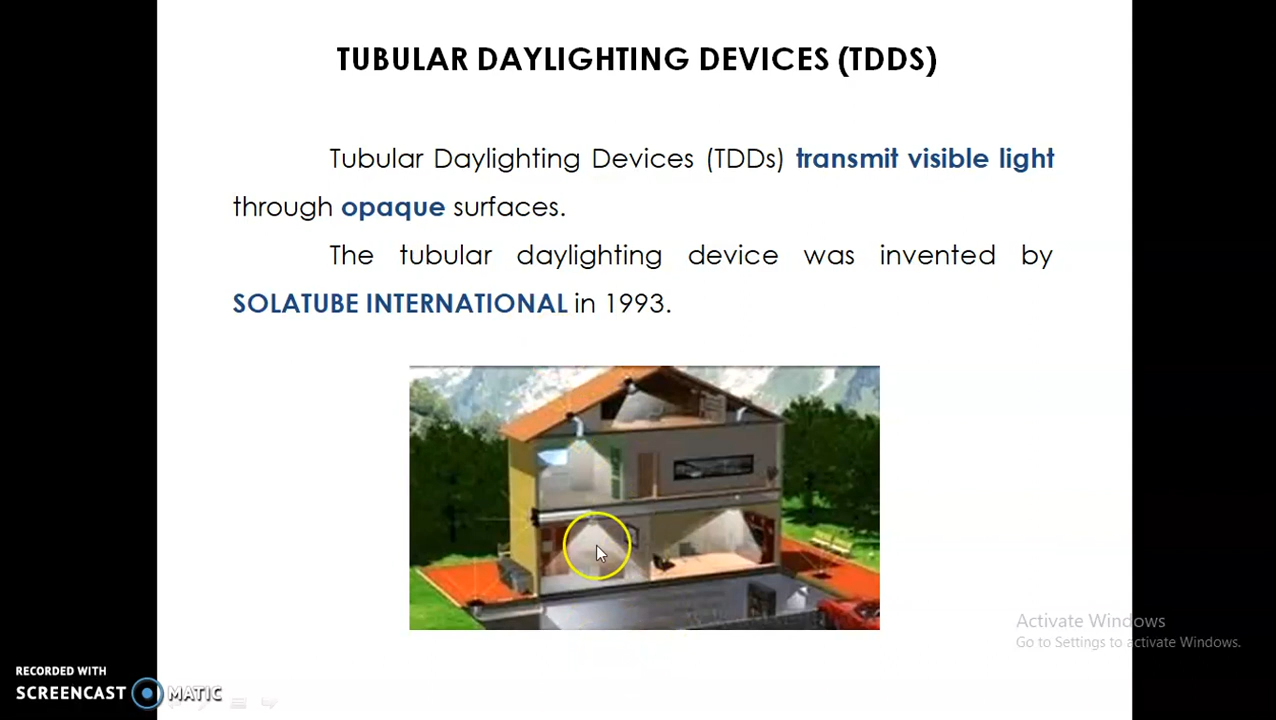 TUBULAR DAYLIGHTING DEVICES (TDDS)
Tubular Daylighting Devices (TDDs) transmit visible light
through opaque surfaces.
The tubular daylighting device was invented by
SOLATUBE INTERNATIONAL in 1993.
Activate Windows
Go to Settings to activate Windows.
RECORDED WITH
SCREENCAST MATIC